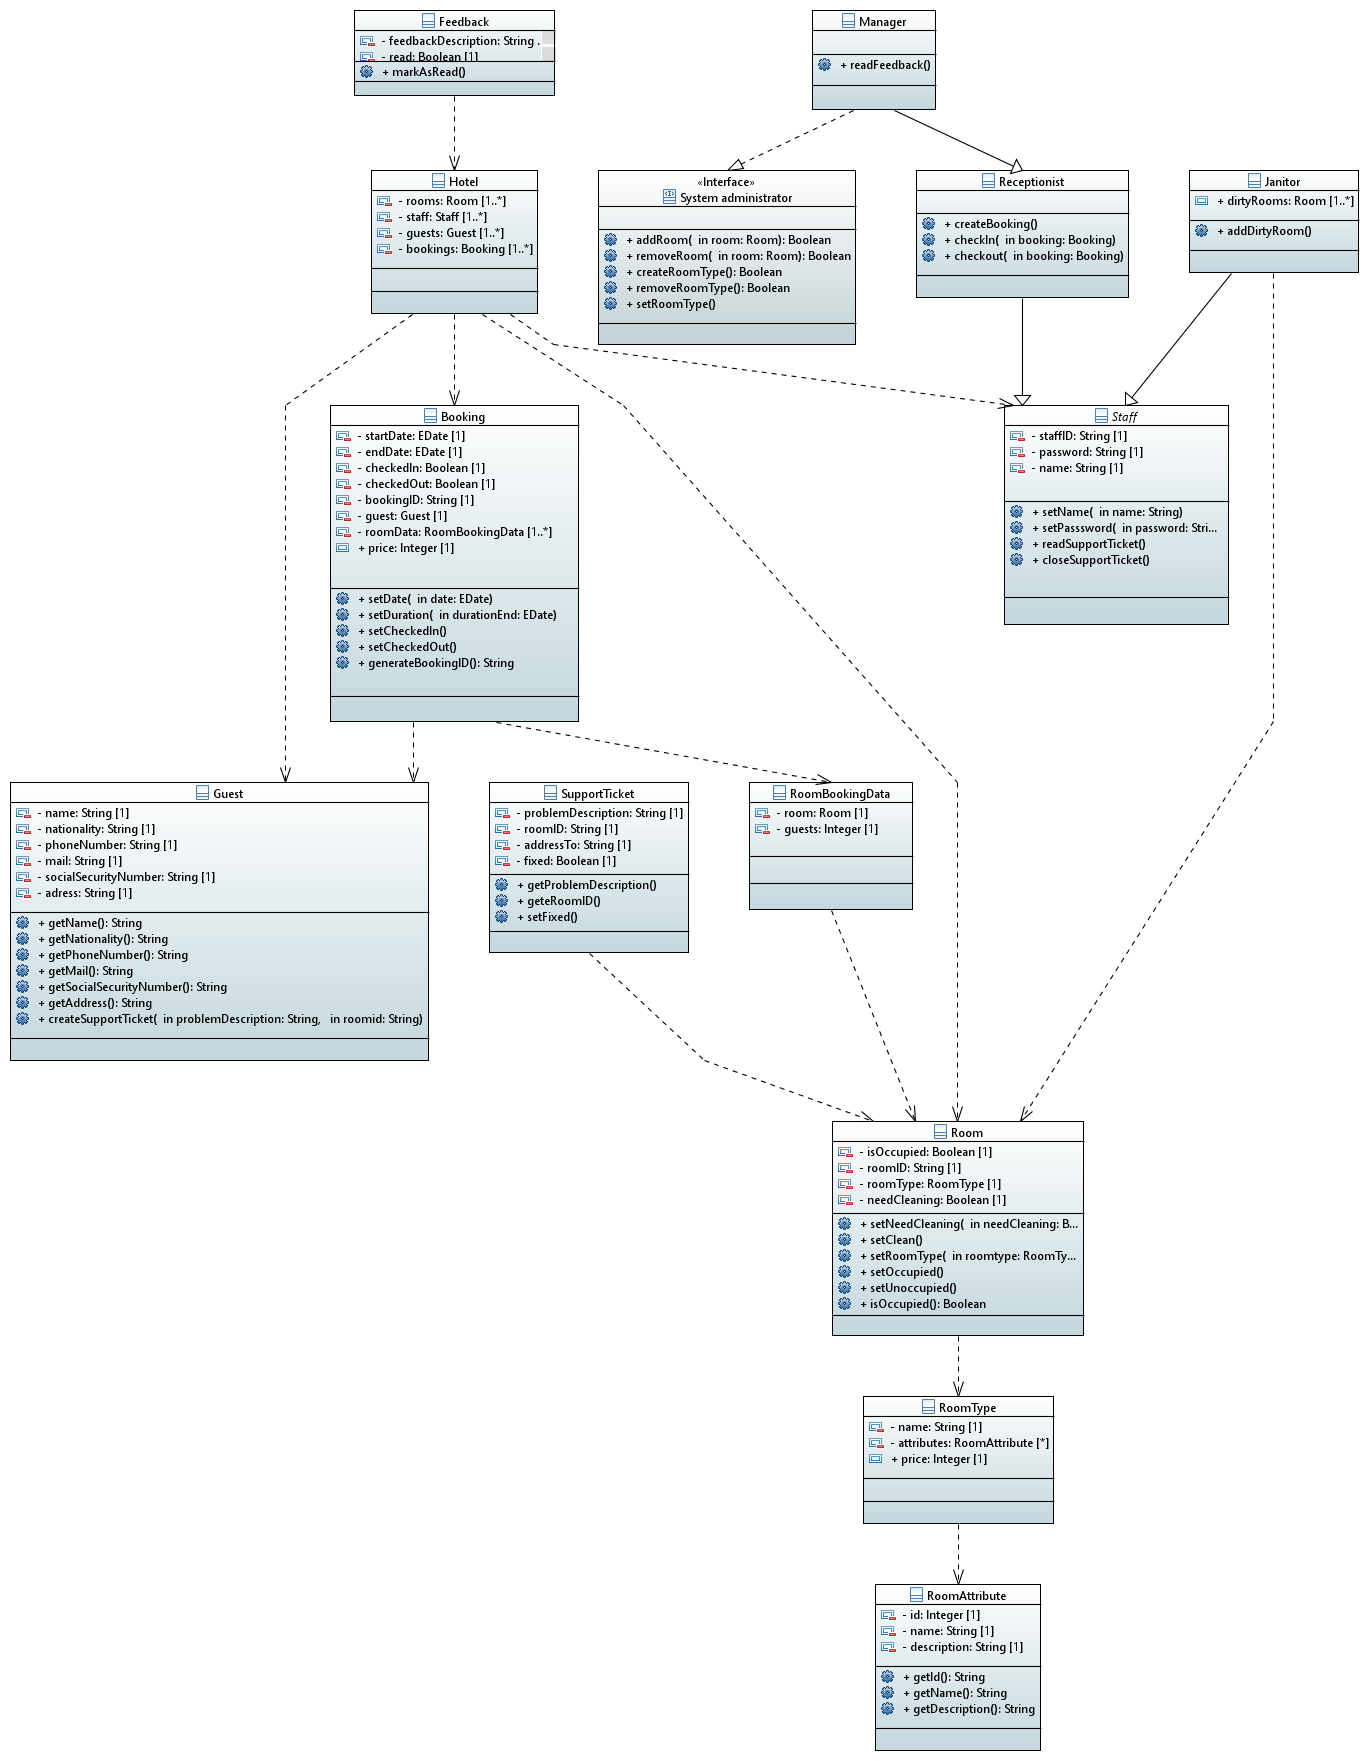 Feedback
- feedbackDescription: String .
- read: Boolean [1]
+ markAsRead()
Manager
+ readFeedback()
Hotel
- rooms: Room [1..*]
- staff: Staff [1..*]
- guests: Guest [1..*]
- bookings: Booking [1..*]
«Interface»
System administrator
+ addRoom( in room: Room): Boolean
+ removeRoom( in room: Room): Boolean
+ createRoomType(): Boolean
+ removeRoomType(): Boolean
+ setRoomType()
Receptionist
+ createBooking()
+ checkIn( in booking: Booking)
+ checkout( in booking: Booking)
Janitor
+ dirtyRooms: Room [1..*]
+ addDirtyRoom()
Booking
- startDate: EDate [1]
- endDate: EDate [1]
- checkedIn: Boolean [1]
- checkedOut: Boolean [1]
- bookingID: String [1]
- guest: Guest [1]
- roomData: RoomBookingData [1..*]
+ price: Integer [1]
+ setDate( in date: EDate)
+ setDuration( in durationEnd: EDate)
+ setCheckedIn()
+ setCheckedOut()
+ generateBookingID(): String
Staff
- staffID: String [1]
- password: String [1]
- name: String [1]
+ setName( in name: String)
+ setPasssword( in password: Stri...
+ readSupportTicket()
+ closeSupportTicket()
Guest
- name: String [1]
- nationality: String [1]
- phoneNumber: String [1]
- mail: String [1]
- socialSecurityNumber: String [1]
- adress: String [1]
+ getName(): String
+ getNationality(): String
+ getPhoneNumber(): String
+ getMail(): String
+ getSocialSecurityNumber(): String
+ getAddress(): String
+ createSupportTicket( in problemDescription: String, in roomid: String)
SupportTicket
- problemDescription: String [1]
- roomID: String [1]
- addressTo: String [1]
- fixed: Boolean [1]
+ getProblemDescription()
+ geteRoomID()
+ setFixed()
RoomBookingData
- room: Room [1]
- guests: Integer [1]
Room
- isOccupied: Boolean [1]
- roomID: String [1]
- roomType: RoomType [1]
- needCleaning: Boolean [1]
+ setNeedCleaning( in needCleaning: B...
+ setClean()
+ setRoomType( in roomtype: RoomTy...
+ setOccupied()
+ setUnoccupied()
+ isOccupied(): Boolean
RoomType
- name: String [1]
- attributes: RoomAttribute [*]
+ price: Integer [1]
RoomAttribute
- id: Integer [1]
- name: String [1]
- description: String [1]
+ getId(): String
+ getName(): String
+ getDescription(): String